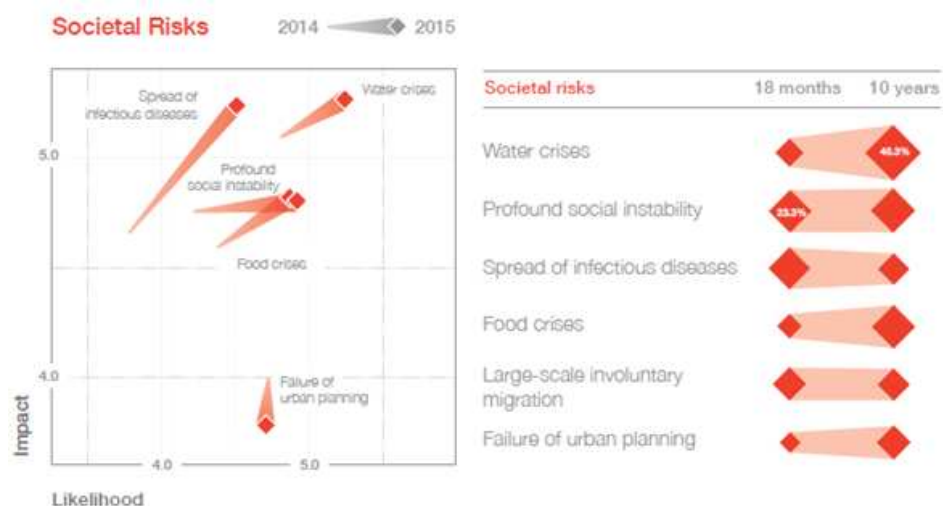 Societal Risks
2014
2015
Spread of
infectious diseases
Water crises
5.0
Profound
social instability
Food crises
4.0
Failure of
urban planning
Impact
4.0
5.0
Likelihood
Societal risks
18 months
10 years
Water crises
Profound social instability
23.3%
Spread of infectious diseases
Food crises
Large-scale involuntary
migration
Failure of urban planning